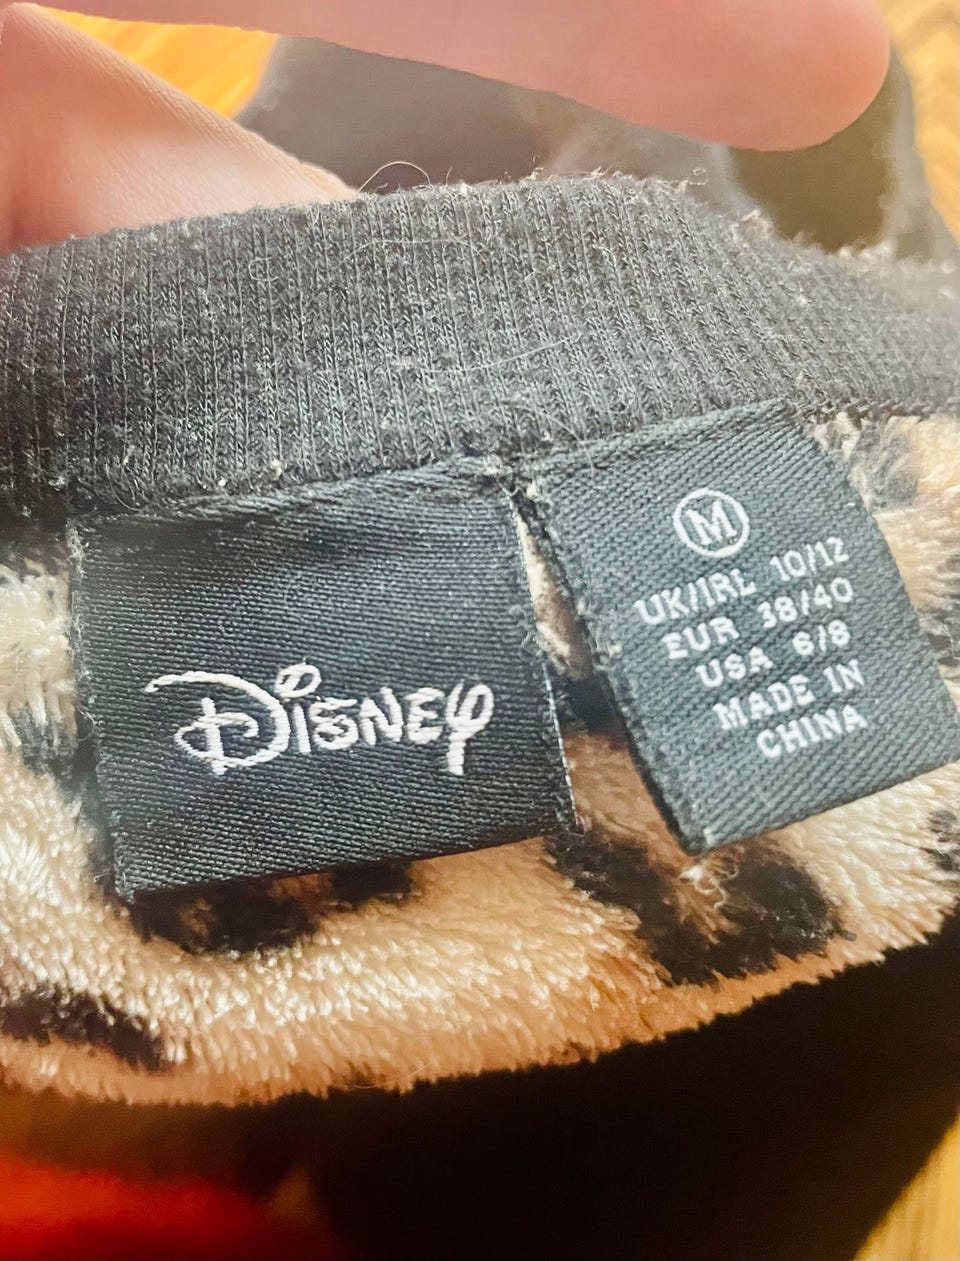 Disney
M
UK/IRL 10/12
EUR 38/40
USA 6/8
MADE IN
CHINA